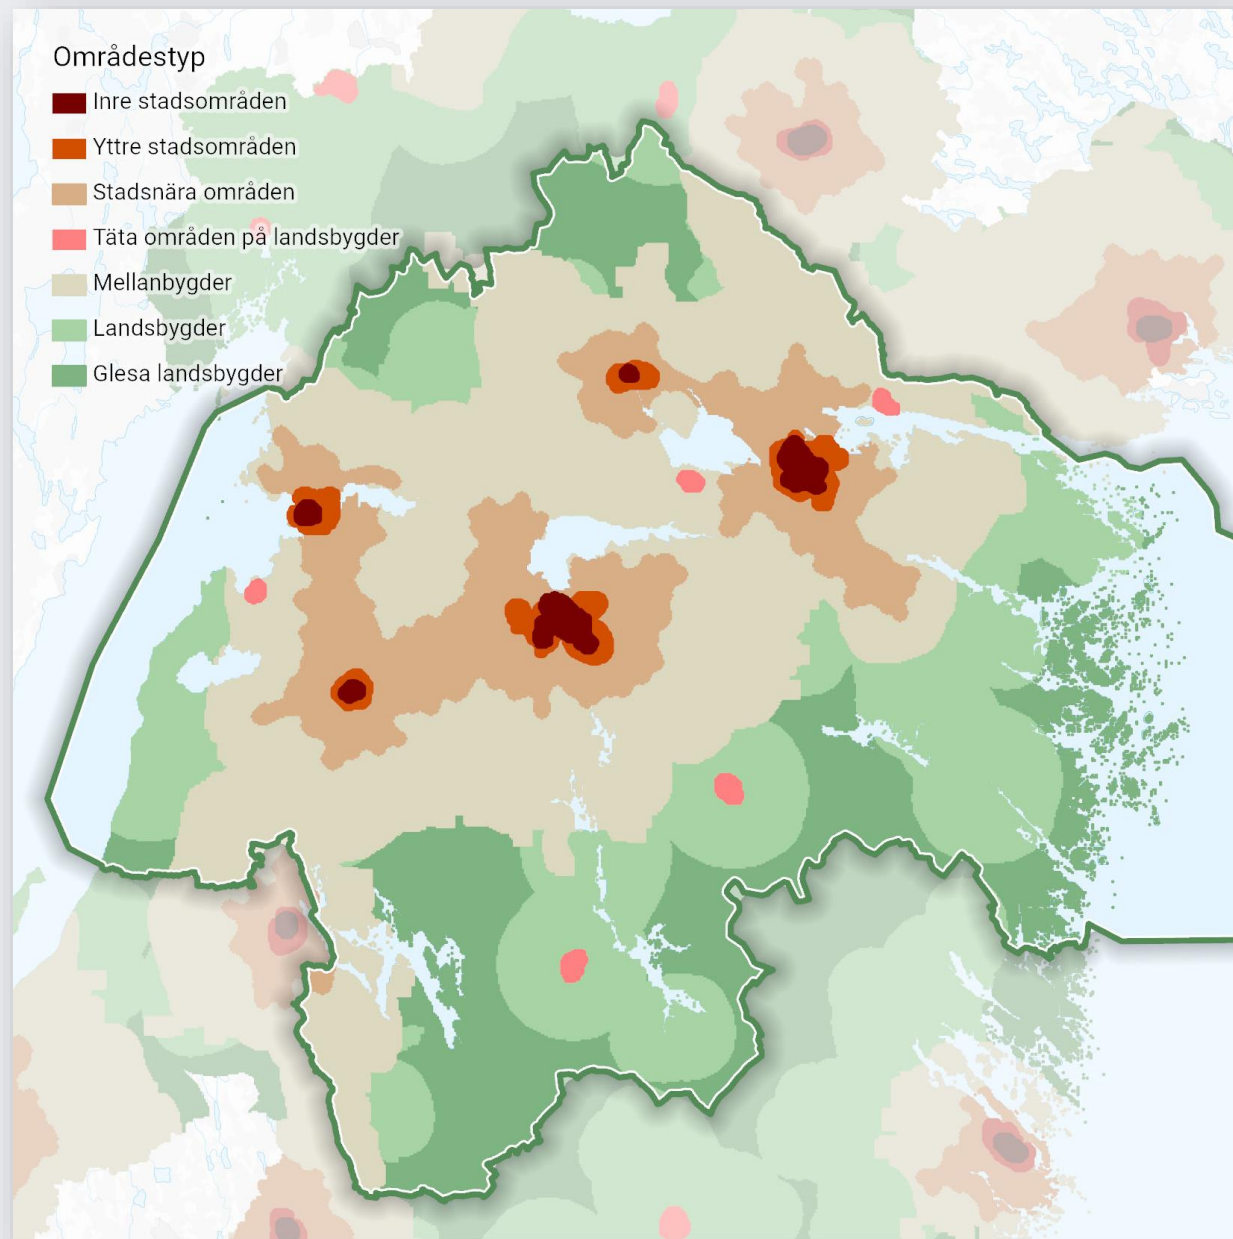 Områdestyp
Inre stadsområden
Yttre stadsområden
Stadsnära områden
Täta områden på landsbygder
Mellanbygder
Landsbygder
Glesa landsbygder